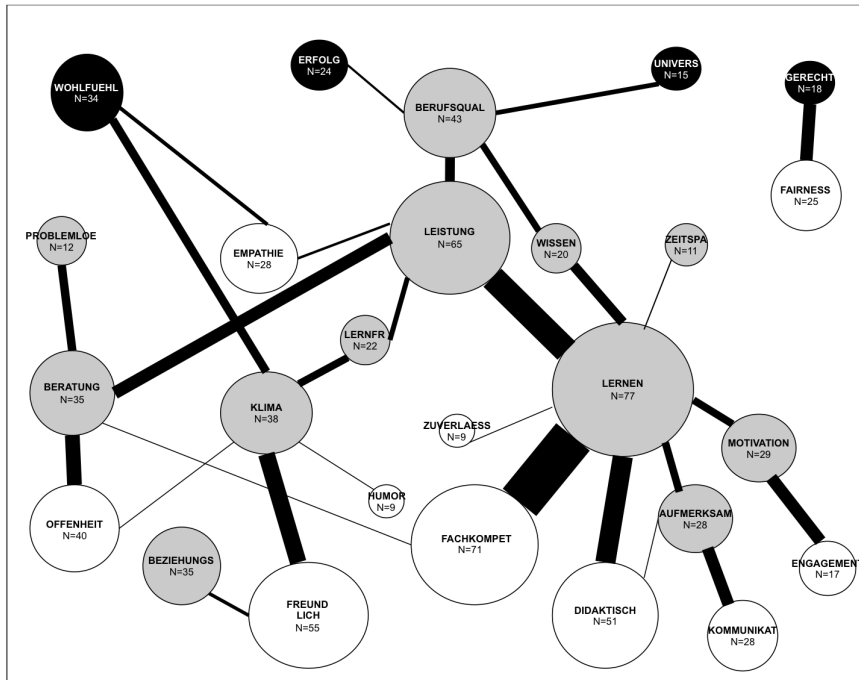 ERFOLG
N=24
UNIVERS
N=15
GERECHT
N=18
WOHLFUEHL
N=34
BERUFSQUAL
N=43
FAIRNESS
N=25
PROBLEMLOE
N=12
EMPATHIE
N=28
LEISTUNG
N=65
WISSEN
N=20
ZEITSPA
N=11
LERNFR
N=22
BERATUNG
N=35
KLIMA
N=38
LERNEN
N=77
ZUVERLAESS
N=9
MOTIVATION
N=29
HUMOR
N=9
OFFENHEIT
N=40
FACHKOMPET
N=71
AUFMERKSAM
N=28
BEZIEHUNGS
N=35
ENGAGEMENT
N=17
FREUND
LICH
N=55
DIDAKTISCH
N=51
KOMMUNIKAT
N=28